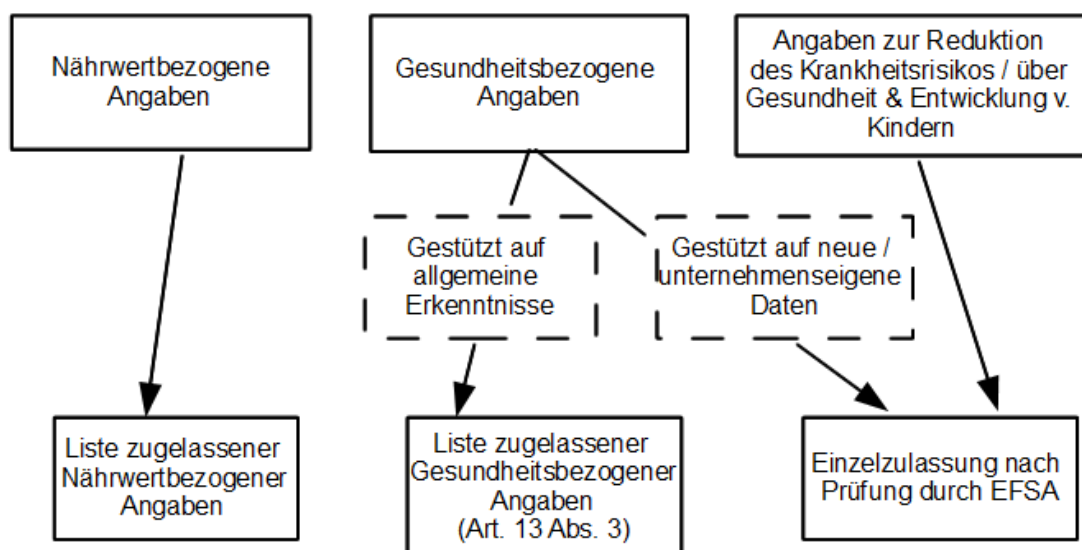 Nährwertbezogene
Angaben
Gesundheitsbezogene
Angaben
Angaben zur Reduktion
des Krankheitsrisikos / über
Gesundheit & Entwicklung v.
Kindern
Gestützt auf
allgemeine
Erkenntnisse
Gestützt auf neue /
unternehmenseigene
Daten
Liste zugelassener
Nährwertbezogener
Angaben
Liste zugelassener
Gesundheitsbezogener
Angaben
(Art. 13 Abs. 3)
Einzelzulassung nach
Prüfung durch EFSA